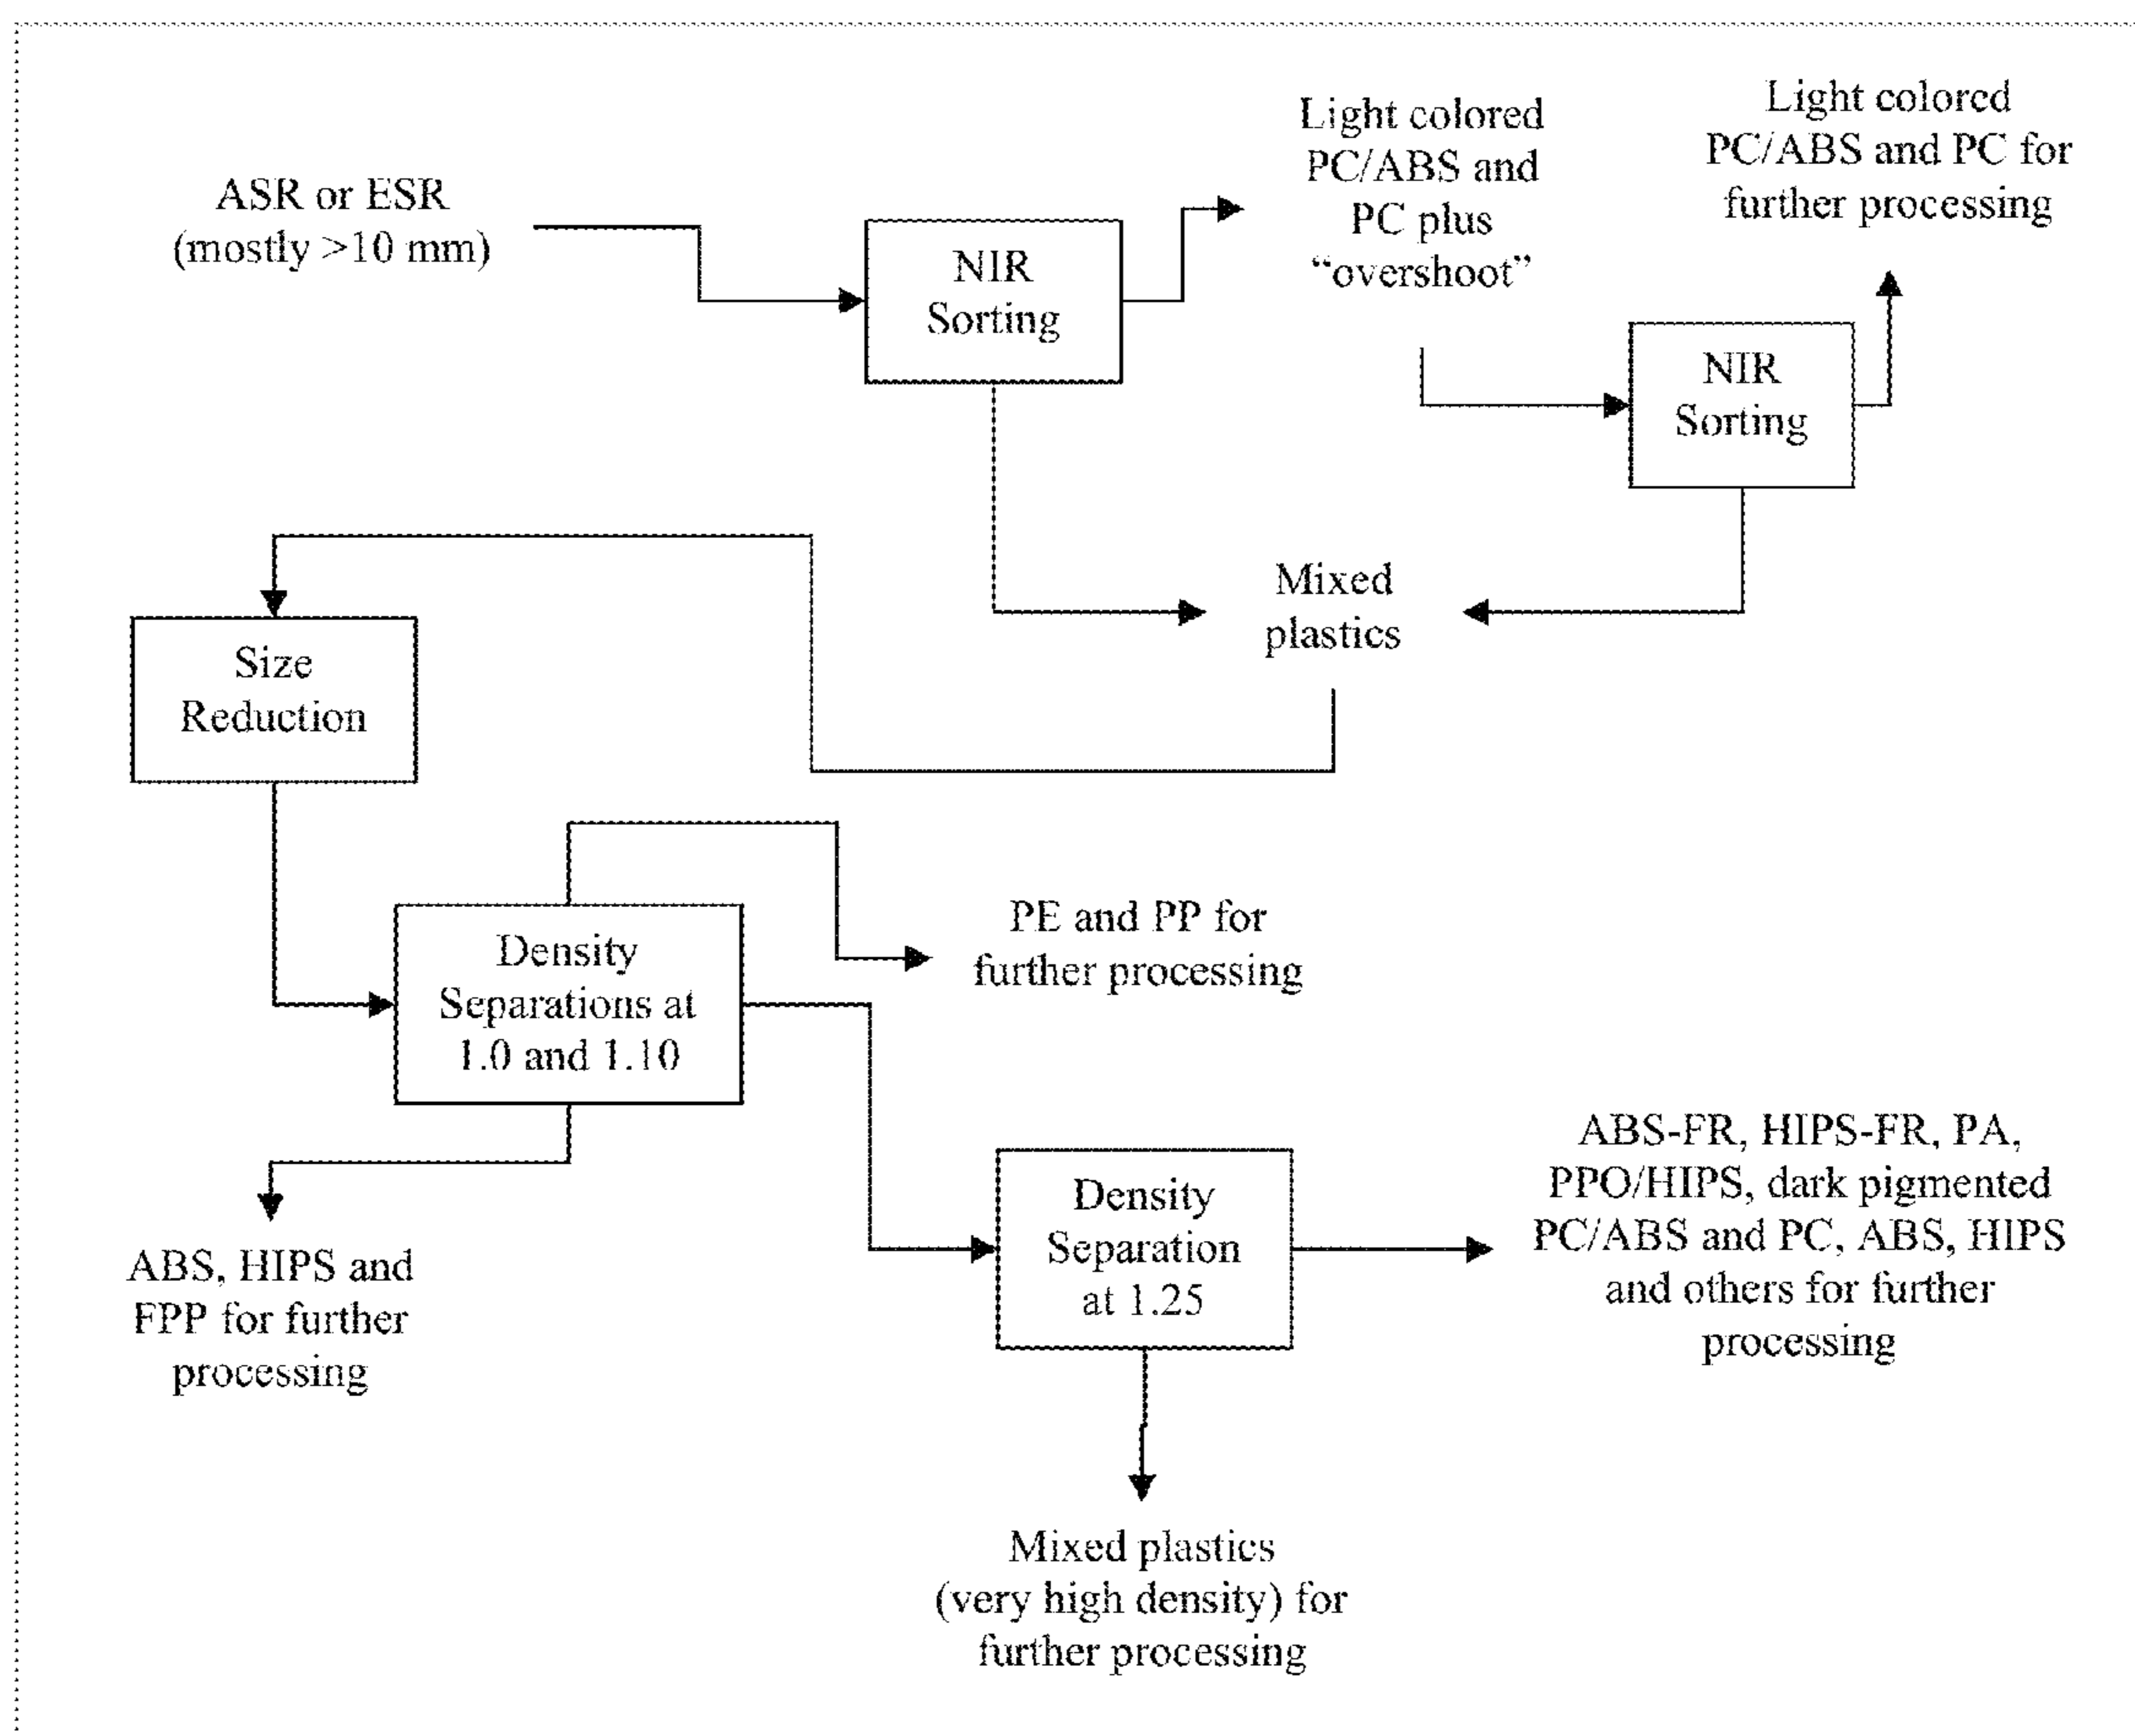 ASR or ESR
(mostly >10 mm)
NIR
Sorting
Light colored
PC/ABS and
PC plus
“overshoot”
Light colored
PC/ABS and PC for
further processing
NIR
Sorting
Mixed
plastics
Size
Reduction
Density
Separations at
1.0 and 1.10
PE and PP for
further processing
ABS, HIPS and
FPP for further
processing
Density
Separation
at 1.25
ABS-FR, HIPS-FR, PA,
PPO/HIPS, dark pigmented
PC/ABS and PC, ABS, HIPS
and others for further
processing
Mixed plastics
(very high density) for
further processing